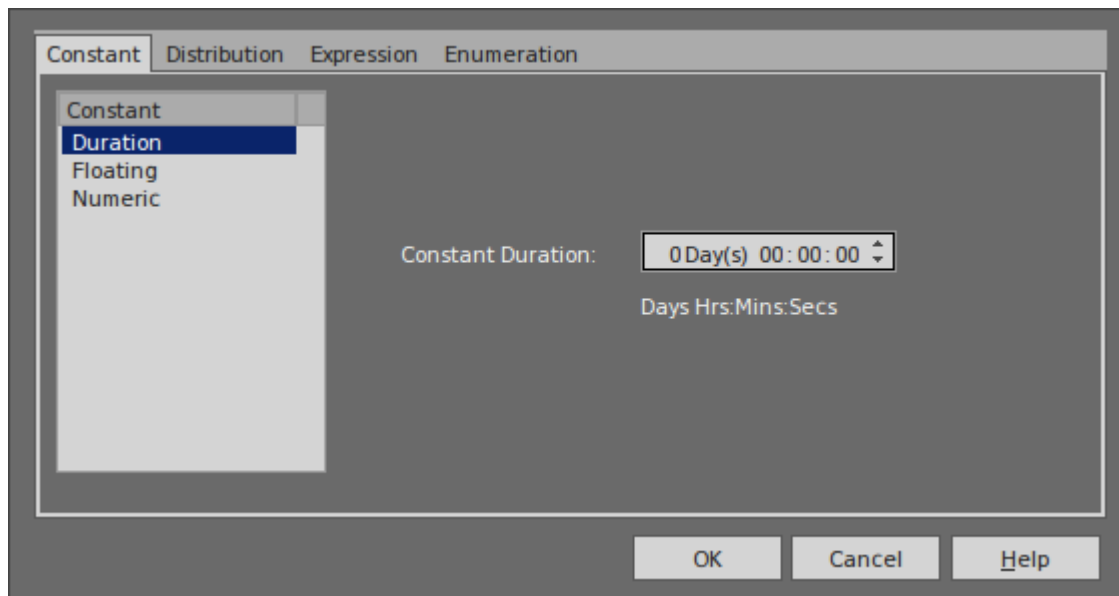 Constant Distribution Expression Enumeration
Constant
Duration
Floating
Numeric
Constant Duration: 0 Day(s) 00:00:00
Days Hrs:Mins:Secs
OK Cancel Help